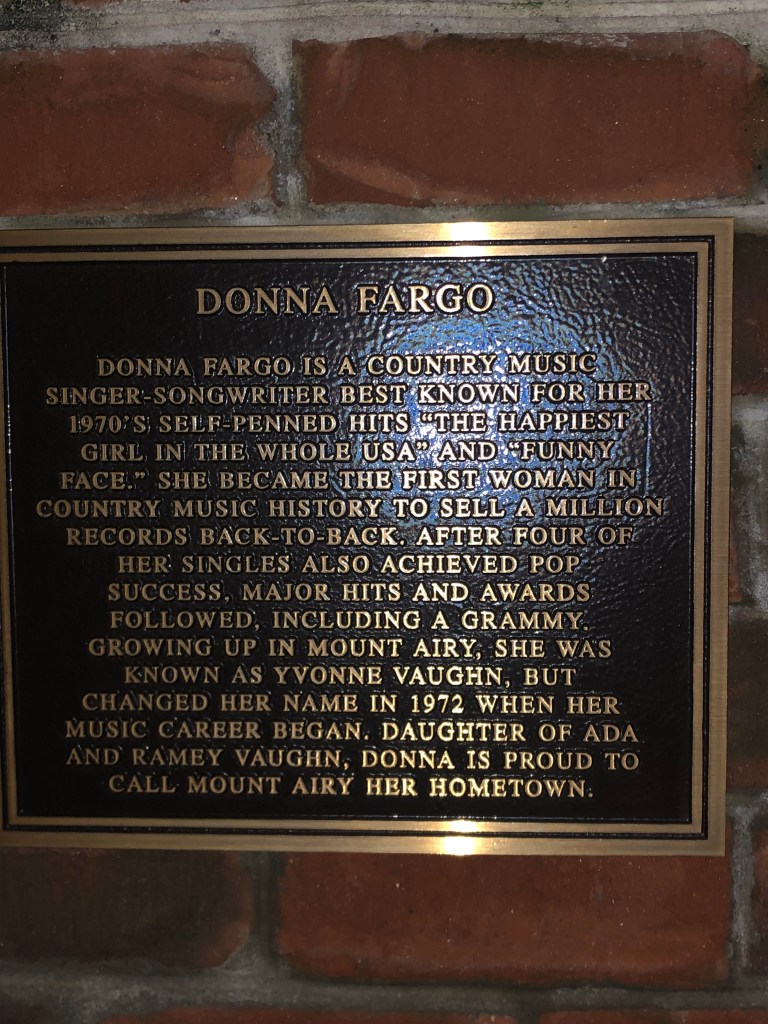 DONNA FARGO
DONNA FARGO IS A COUNTRY MUSIC
SINGER-SONGWRITER BEST KNOWN FOR HER
1970'S SELF-PENNED HITS "THE HAPPIEST
GIRL IN THE WHOLE USA" AND "FUNNY
FACE." SHE BECAME THE FIRST WOMAN IN
COUNTRY MUSIC HISTORY TO SELL A MILLION
RECORDS BACK-TO-BACK. AFTER FOUR OF
HER SINGLES ALSO ACHIEVED POP
SUCCESS, MAJOR HITS AND AWARDS
FOLLOWED, INCLUDING A GRAMMY.
GROWING UP IN MOUNT AIRY, SHE WAS
KNOWN AS YVONNE VAUGHN, BUT
CHANGED HER NAME IN 1972 WHEN HER
MUSIC CAREER BEGAN. DAUGHTER OF ADA
AND RAMEY VAUGHN, DONNA IS PROUD TO
CALL MOUNT AIRY HER HOMETOWN.